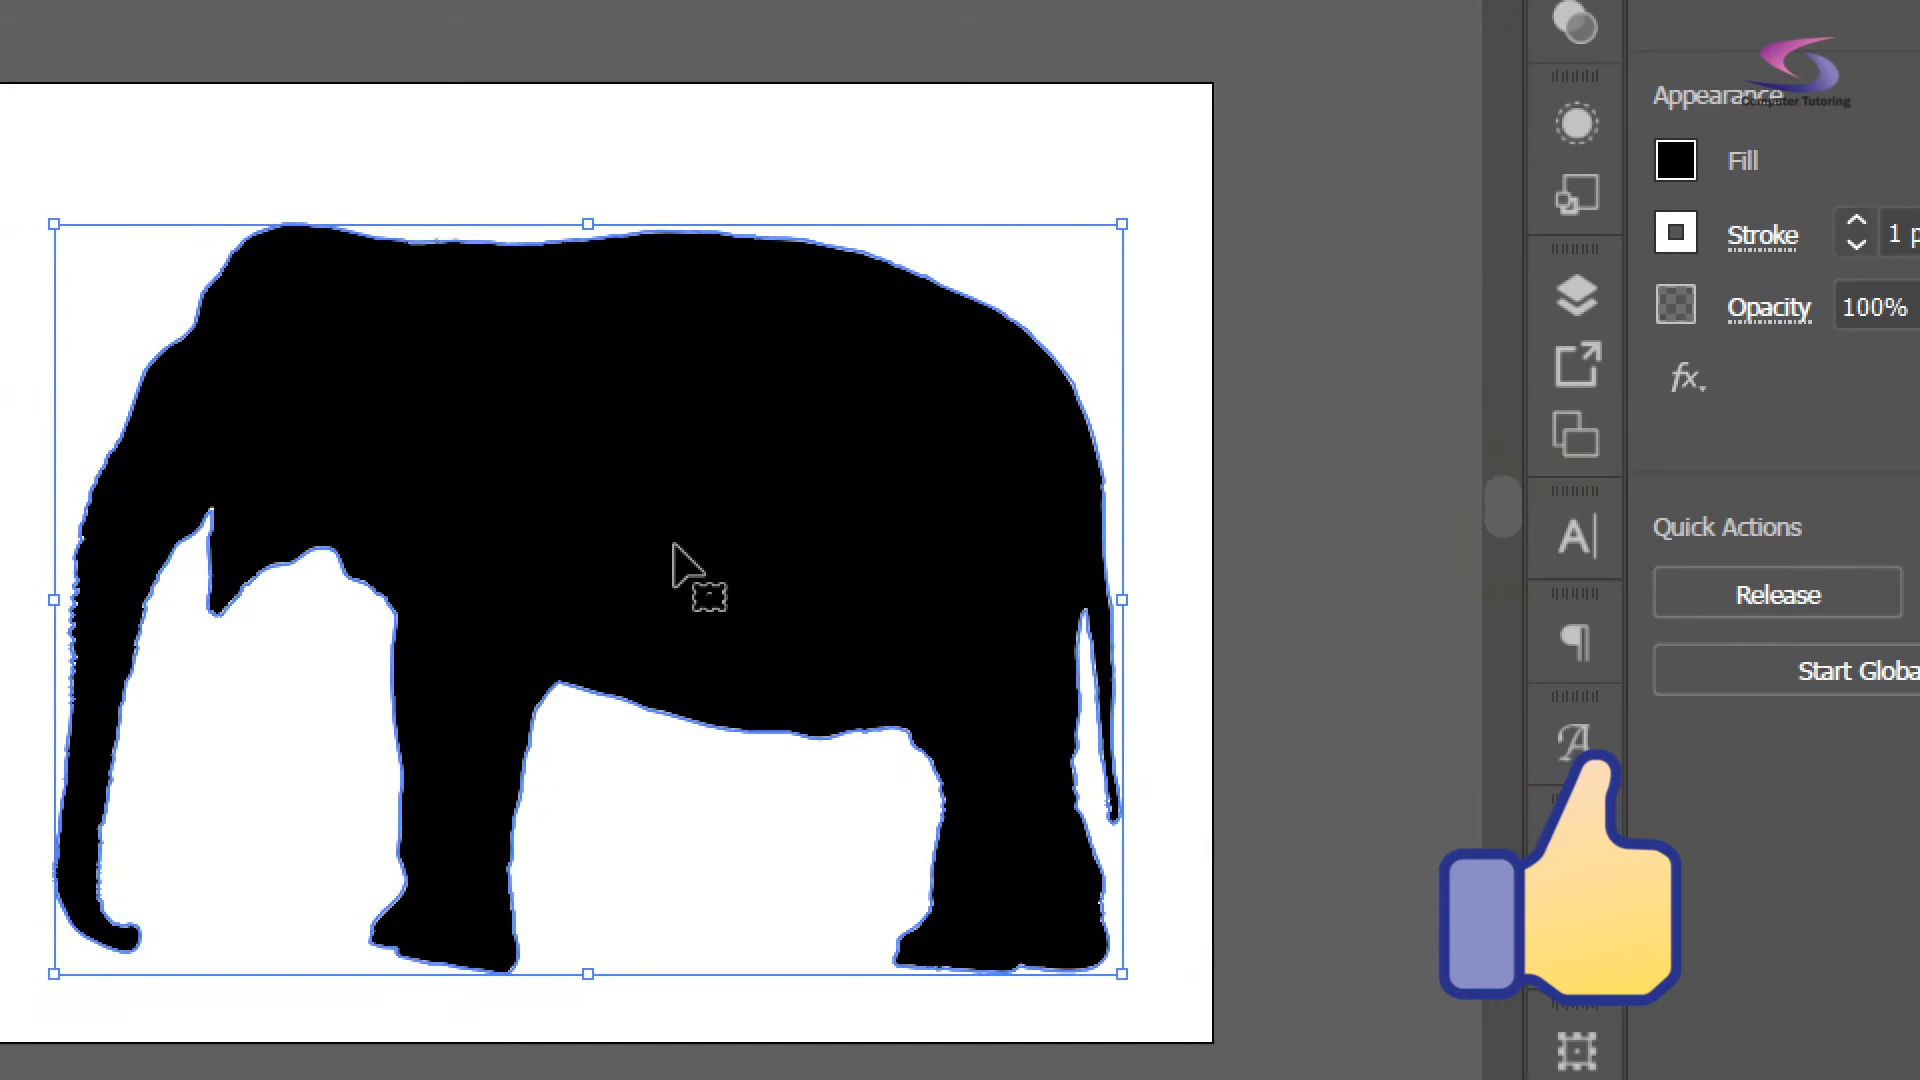 Appearance
Computer Tutoring
Fill
Stroke
1 p
Opacity
100%
fx.
Quick Actions
Release
Start Globa